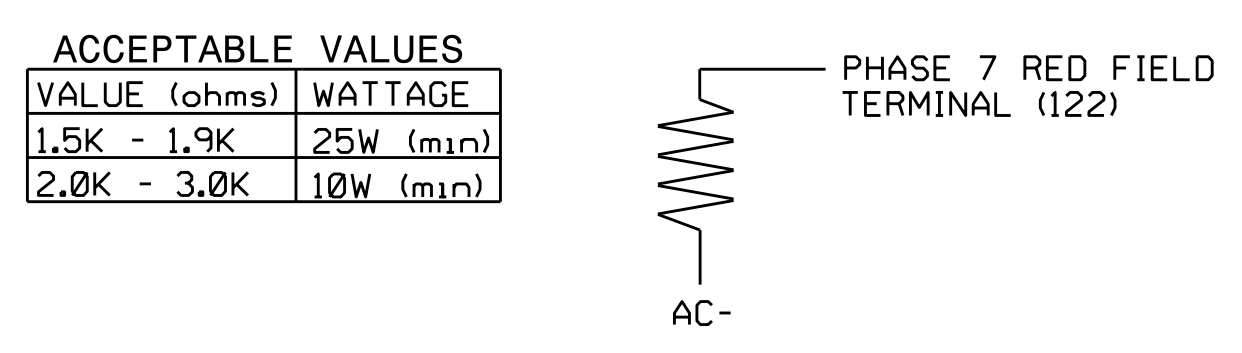 ACCEPTABLE VALUES
VALUE (ohms) WATTAGE
1.5K - 1.9K 25W (min)
2.0K - 3.0K 10W (min)
PHASE 7 RED FIELD
TERMINAL (122)
AC-